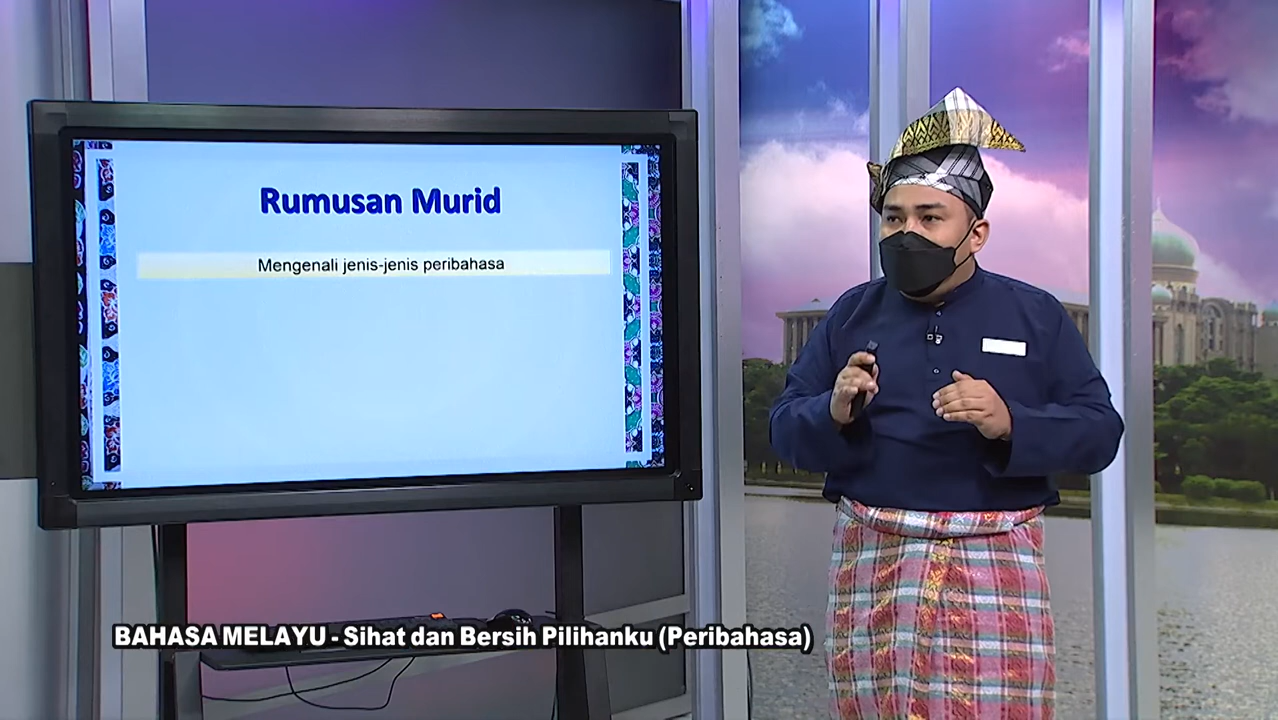 Rumusan Murid
Mengenali jenis-jenis peribahasa
BAHASA MELAYU - Sihat dan Bersih Pilihanku (Peribahasa)